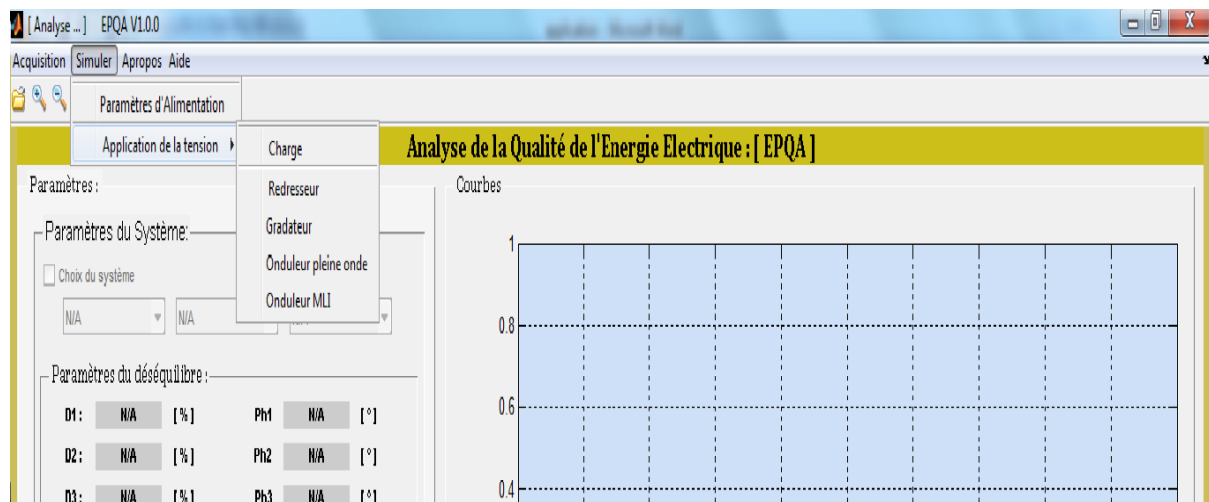 [ Analyse ... ] EPQA V1.0.0
Acquisition Simuler Apropos Aide
Paramètres d'Alimentation
Application de la tension
Charge
Redresseur
Gradateur
Onduleur pleine onde
Onduleur MLI
Analyse de la Qualité de l'Energie Electrique : [ EPQA ]
Paramètres :
Paramètres du Système:
Choix du système
N/A N/A
Paramètres du déséquilibre :
D1 : N/A [ % ] Ph1 N/A [ ° ]
D2 : N/A [ % ] Ph2 N/A [ ° ]
D3 : N/A [ % ] Ph3 N/A [ ° ]
Courbes
1
0.8
0.6
0.4